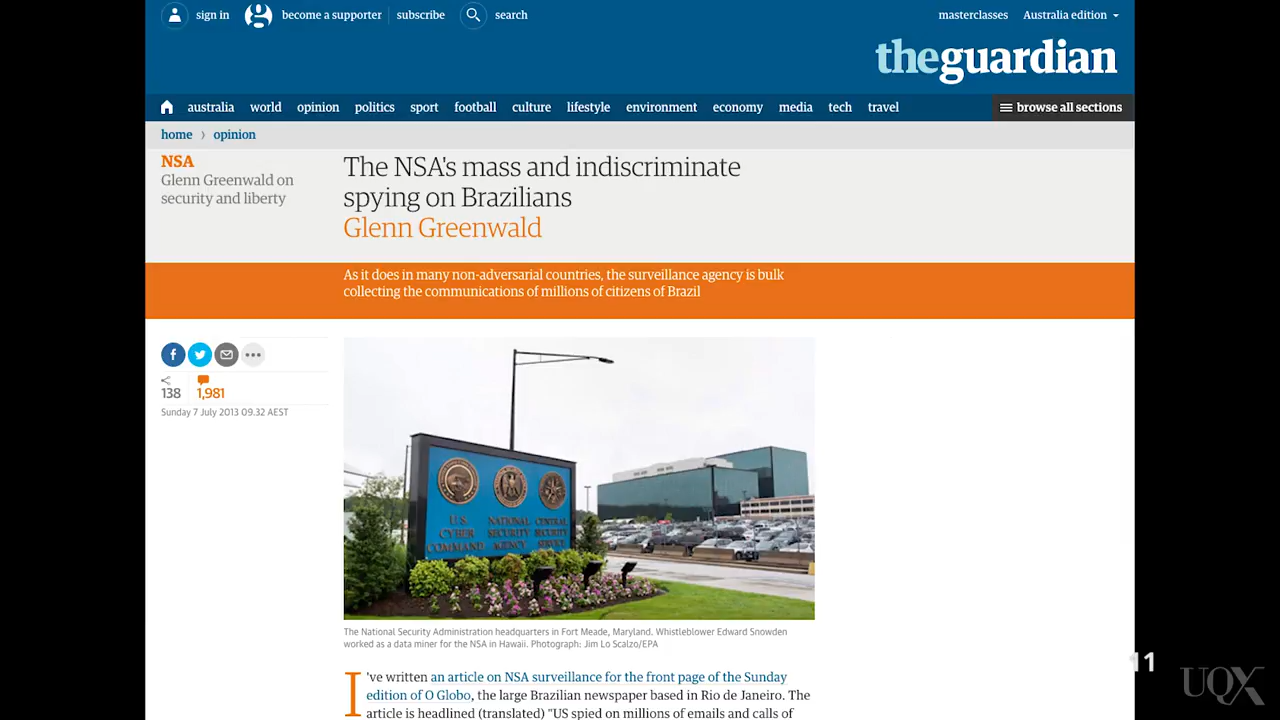 sign in
become a supporter
subscribe
search
masterclasses
Australia edition
theguardian
australia
world
opinion
politics
sport
football
culture
lifestyle
environment
economy
media
tech
travel
browse all sections
home
opinion
NSA
Glenn Greenwald on
security and liberty
The NSA's mass and indiscriminate
spying on Brazilians
Glenn Greenwald
As it does in many non-adversarial countries, the surveillance agency is bulk
collecting the communications of millions of citizens of Brazil
138
1,981
Sunday 7 July 2013 09.32 AEST
U.S.
CYBER
COMMAND
NATIONAL
SECURITY
AGENCY
CENTRAL
SECURITY
SERVICE
The National Security Administration headquarters in Fort Meade, Maryland. Whistleblower Edward Snowden
worked as a data miner for the NSA in Hawaii. Photograph: Jim Lo Scalzo/EPA
I've written an article on NSA surveillance for the front page of the Sunday
edition of O Globo, the large Brazilian newspaper based in Rio de Janeiro. The
article is headlined (translated) "US spied on millions of emails and calls of
11
UQX